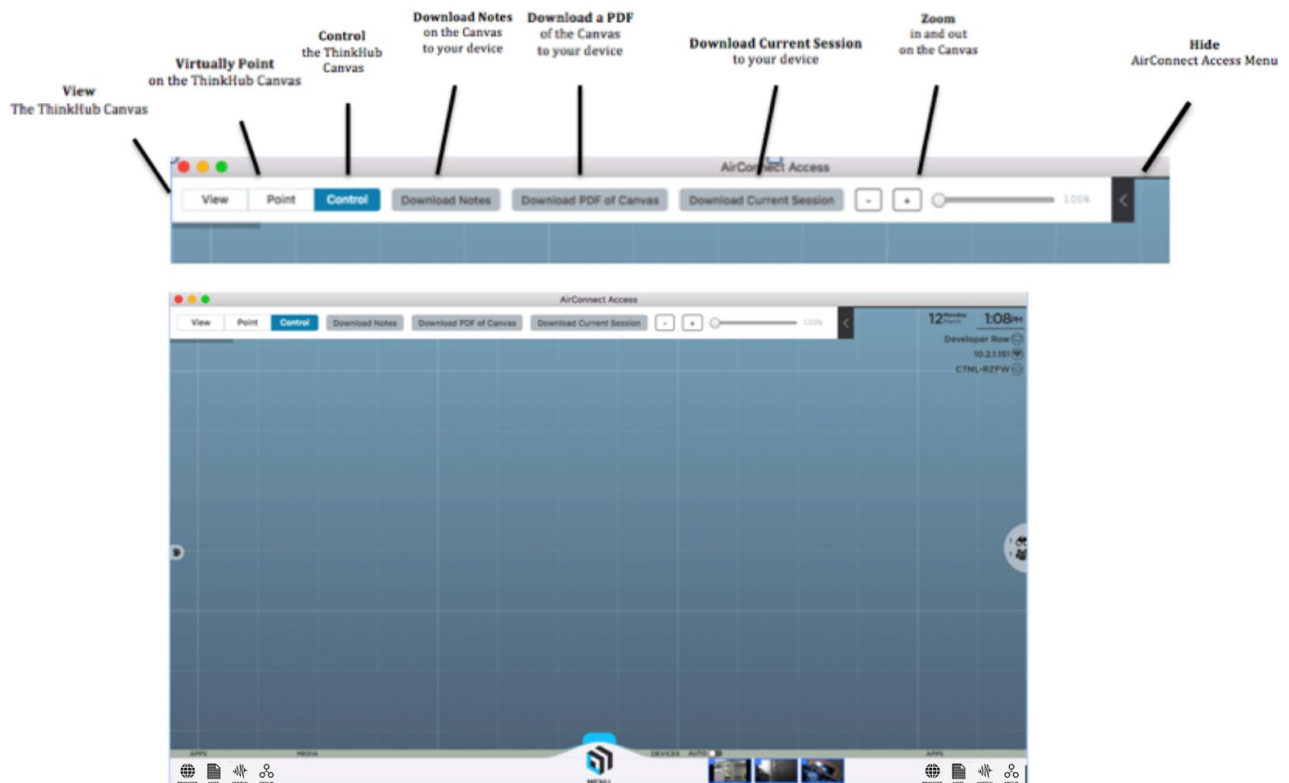 Download Notes
on the Canvas
to your device
Download a PDF
of the Canvas
to your device
Zoom
in and out
on the Canvas
Control
the ThinkHub
Canvas
Download Current Session
to your device
Hide
AirConnect Access Menu
Virtually Point
on the ThinkHub Canvas
View
The ThinkHub Canvas
AirConnect Access
View Point Control Download Notes Download PDF of Canvas Download Current Session - + 100%
AirConnect Access
View Point Control Download Notes Download PDF of Canvas Download Current Session - + 100%
12 Monday March 1:08PM
Developer Row
10.2.1.151
CTNL-RZFW
APPS MEDIA DEVICES AUTO APPS
MENU